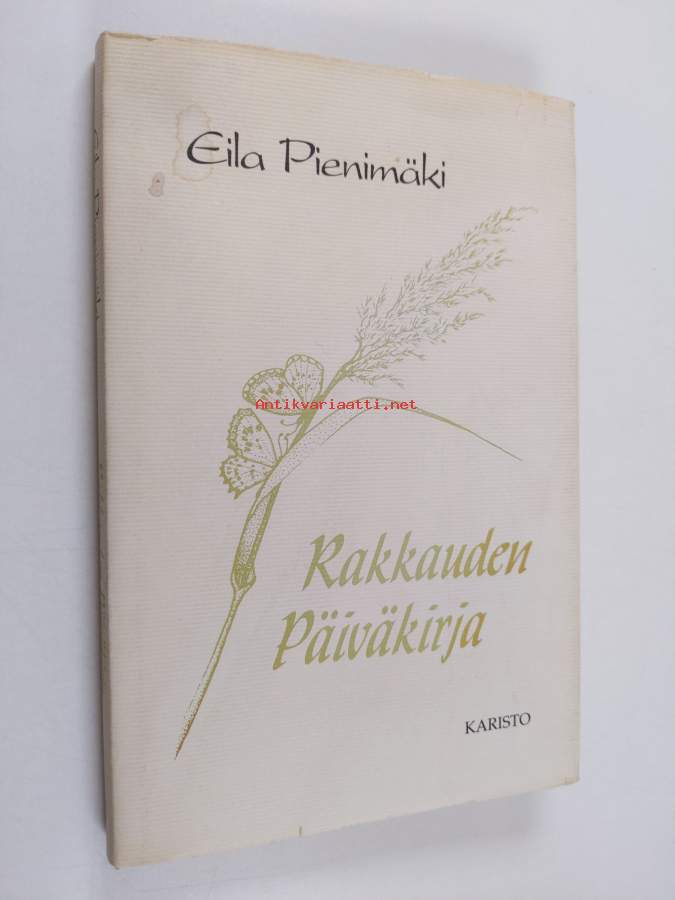 Eila Pienimäki
Antikvariaatti.net
Rakkauden
Päiväkirja
KARISTO